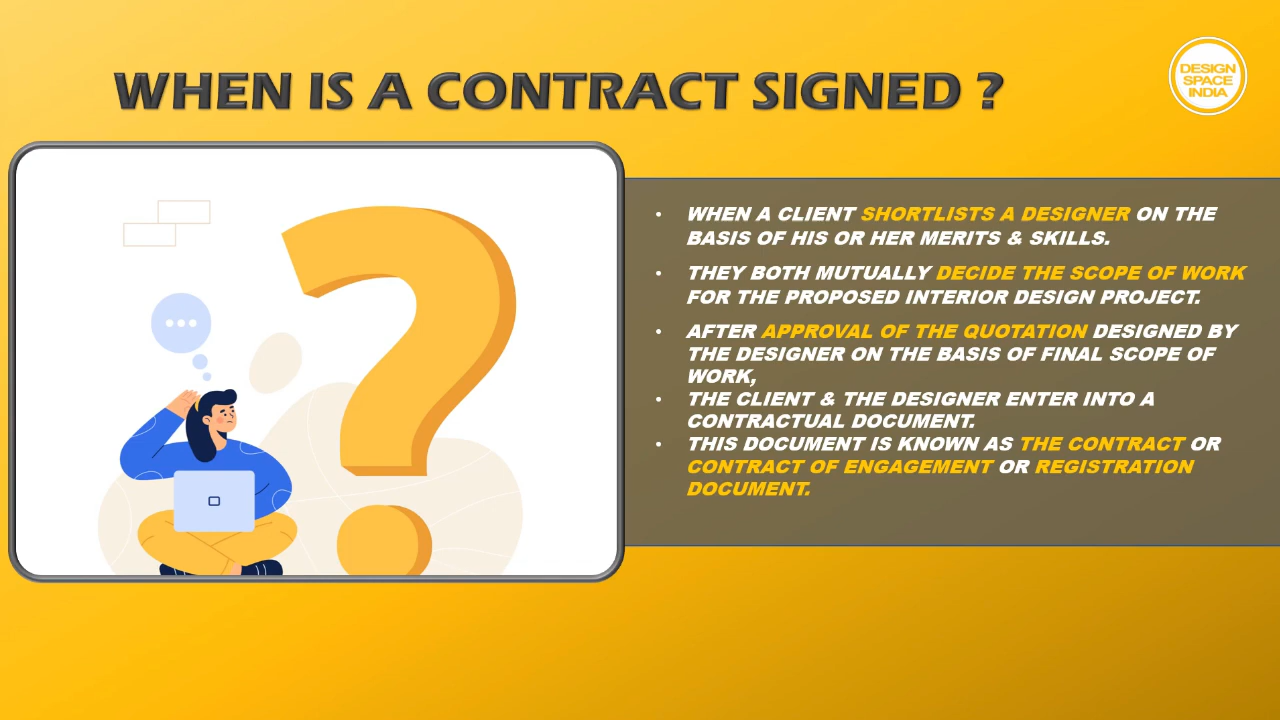 WHEN IS A CONTRACT SIGNED ?
DESIGN
SPACE
INDIA
• WHEN A CLIENT SHORTLISTS A DESIGNER ON THE
BASIS OF HIS OR HER MERITS & SKILLS.
• THEY BOTH MUTUALLY DECIDE THE SCOPE OF WORK
FOR THE PROPOSED INTERIOR DESIGN PROJECT.
• AFTER APPROVAL OF THE QUOTATION DESIGNED BY
THE DESIGNER ON THE BASIS OF FINAL SCOPE OF
WORK,
• THE CLIENT & THE DESIGNER ENTER INTO A
CONTRACTUAL DOCUMENT.
• THIS DOCUMENT IS KNOWN AS THE CONTRACT OR
CONTRACT OF ENGAGEMENT OR REGISTRATION
DOCUMENT.